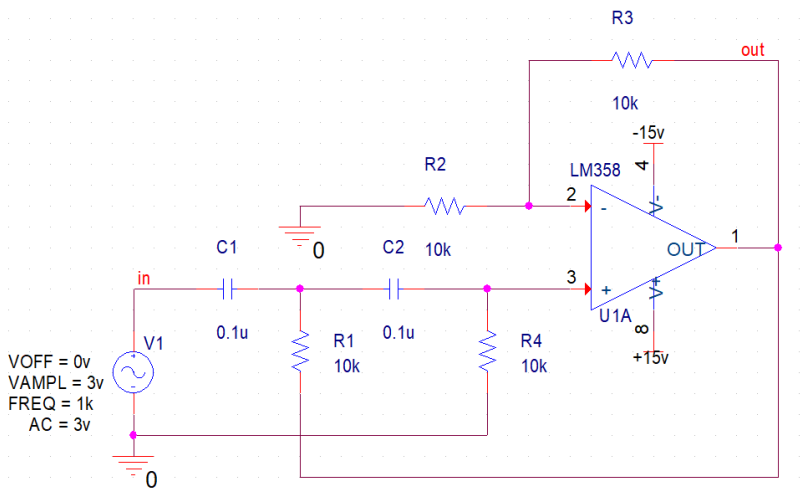 R3
out
10k
-15v
4
R2
LM358
2
-
V-
10k
0
1
OUT
C1
C2
in
3
+
V+
U1A
0.1u
0.1u
8
V1
R1
10k
R4
10k
+15v
VOFF = 0v
VAMPL = 3v
FREQ = 1k
AC = 3v
+
-
0